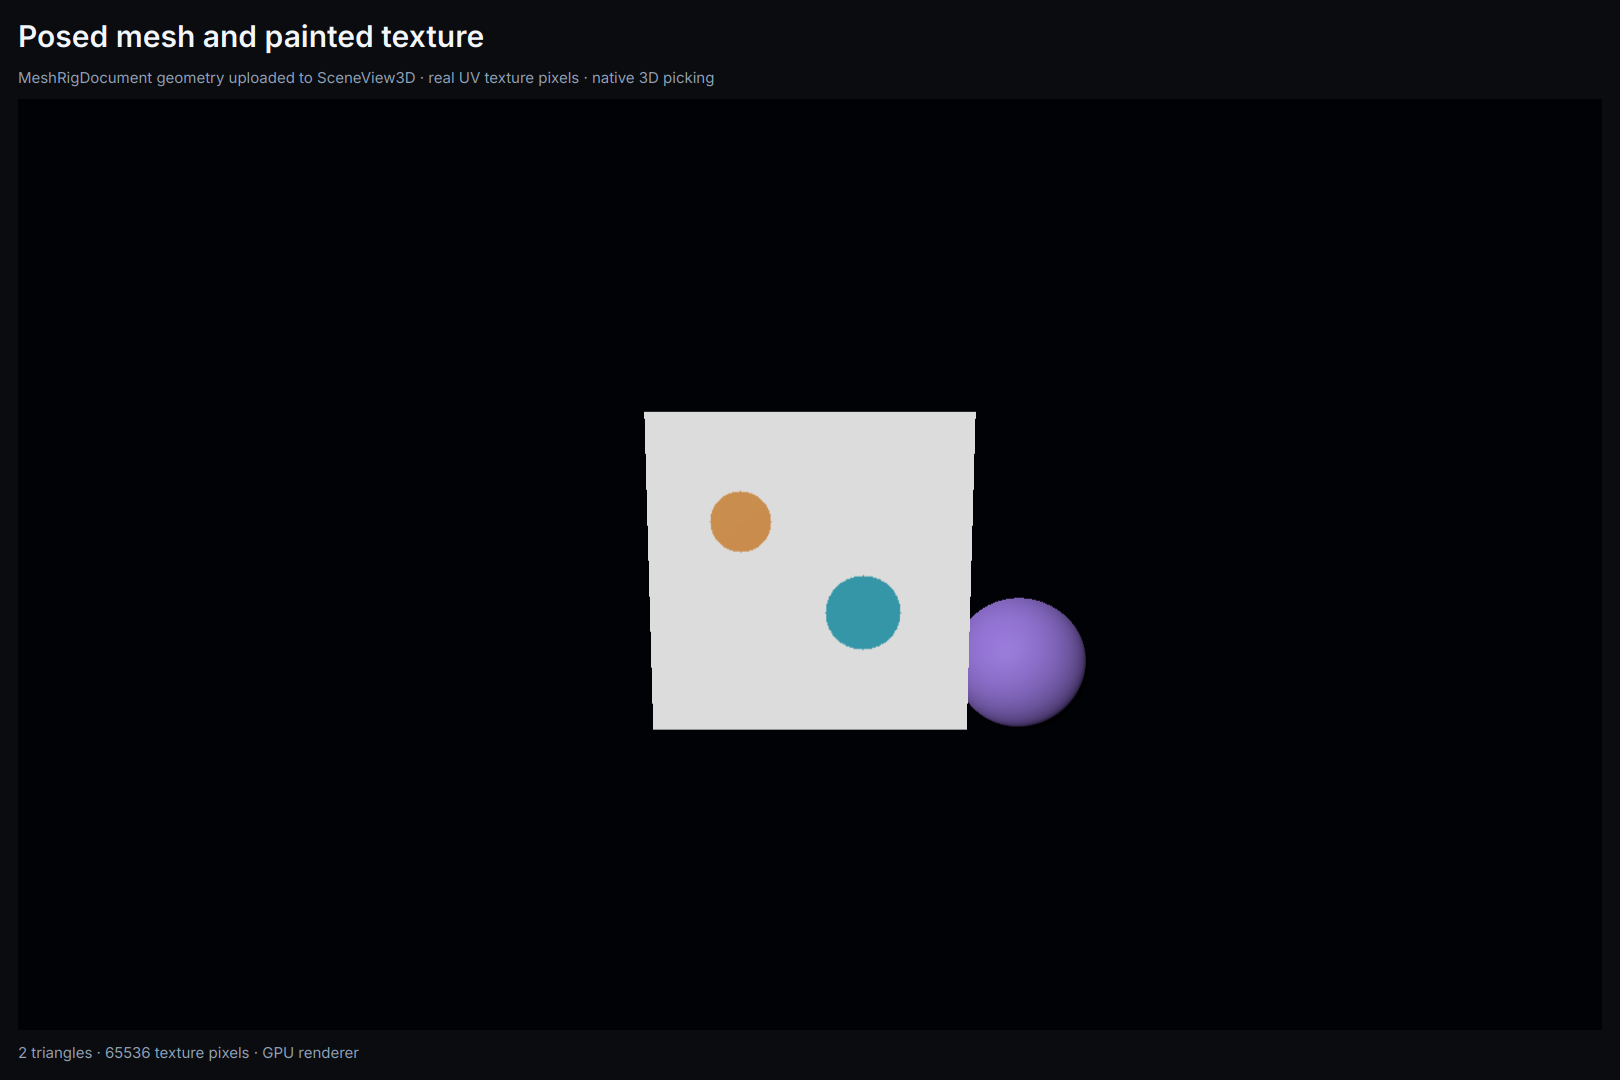 Posed mesh and painted texture
MeshRigDocument geometry uploaded to SceneView3D · real UV texture pixels · native 3D picking
2 triangles · 65536 texture pixels · GPU renderer